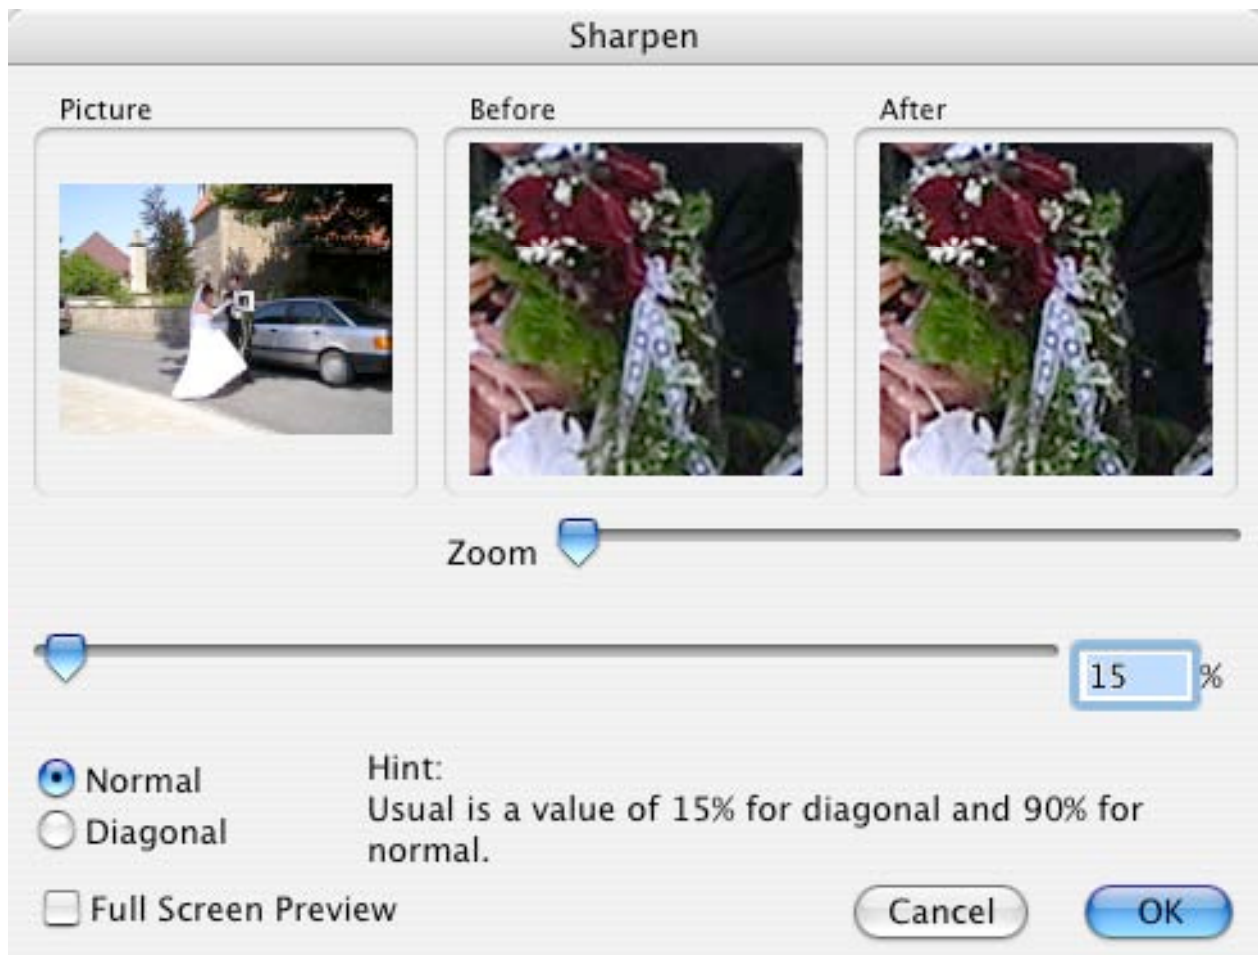 Sharpen
Picture
Before
After
Zoom
15 %
Normal
Diagonal
Hint:
Usual is a value of 15% for diagonal and 90% for
normal.
Full Screen Preview
Cancel
OK